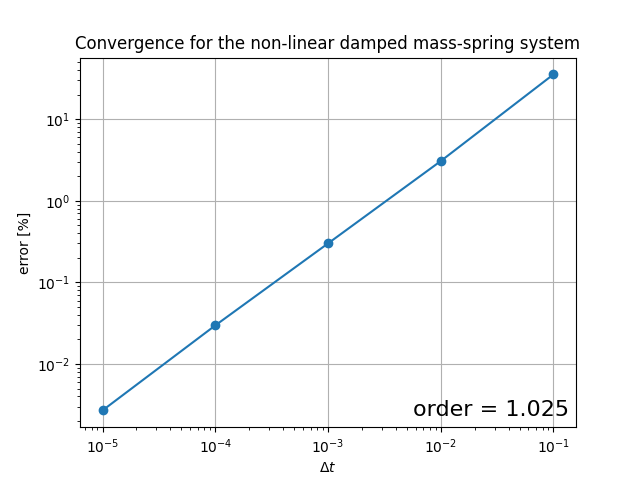 Convergence for the non-linear damped mass-spring system
error [%]
10¹
10⁰
10⁻¹
10⁻²
order = 1.025
10⁻⁵ 10⁻⁴ 10⁻³ 10⁻² 10⁻¹
Δt